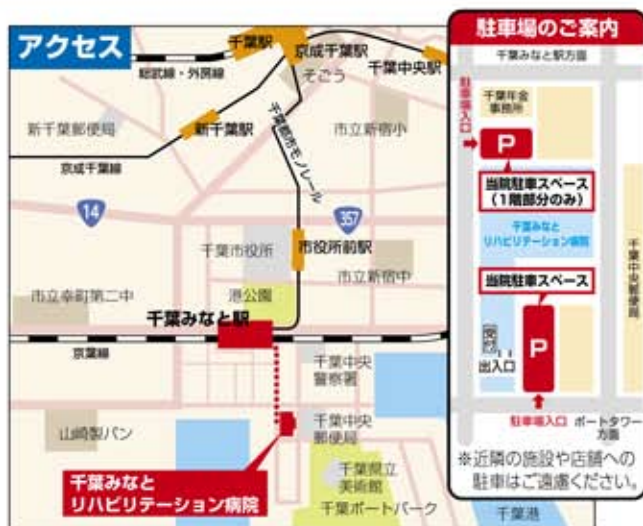 アクセス
千葉駅
京成千葉駅
千葉中央駅
総武線・外房線
そごう
新千葉郵便局
新千葉駅
市立新宿小
千葉都市モノレール
京成千葉線
14
357
千葉市役所
市役所前駅
市立幸町第二中
港公園
市立新宿中
千葉みなと駅
京葉線
千葉中央
警察署
山崎製パン
千葉中央
郵便局
千葉みなと
リハビリテーション病院
千葉県立
美術館
千葉ポートパーク
千葉港
駐車場のご案内
千葉みなと駅方面
駐車場入口
千葉年金
事務所
P
当院駐車スペース
(1階部分のみ)
千葉みなと
リハビリテーション病院
千葉中央郵便局
当院駐車スペース
受付
P
出入口
駐車場入口
ポートタワー
方面
※近隣の施設や店舗への
駐車はご遠慮ください。